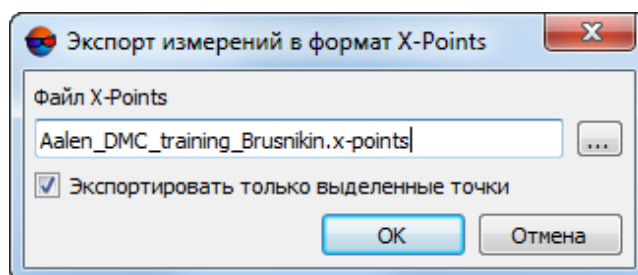 Экспорт измерений в формат X-Points
Файл X-Points
Aalen_DMC_training_Brusnikin.x-points
...
Экспортировать только выделенные точки
OK
Отмена